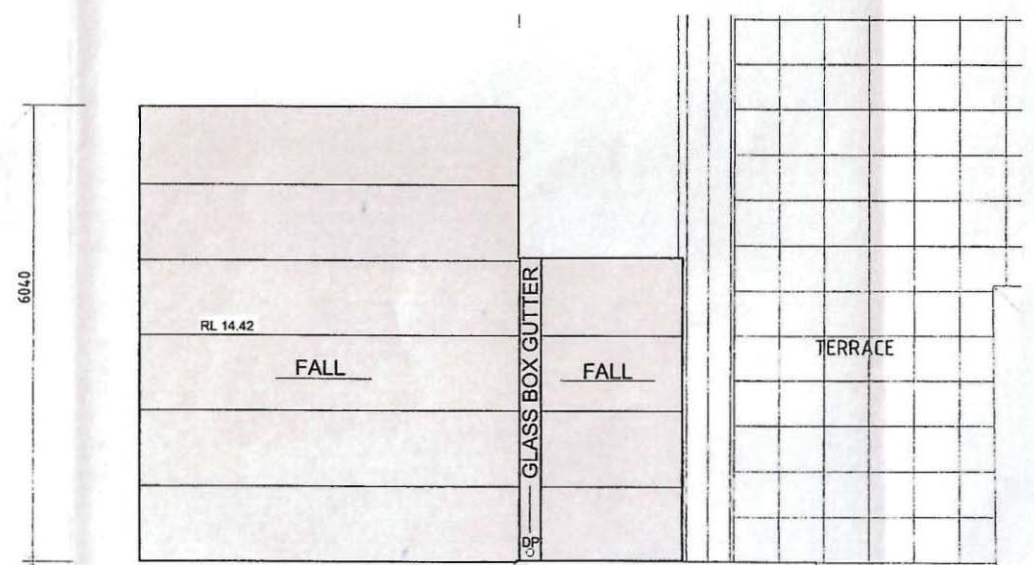 6040
RL 14.42
FALL
GLASS BOX GUTTER
FALL
DP
TERRACE